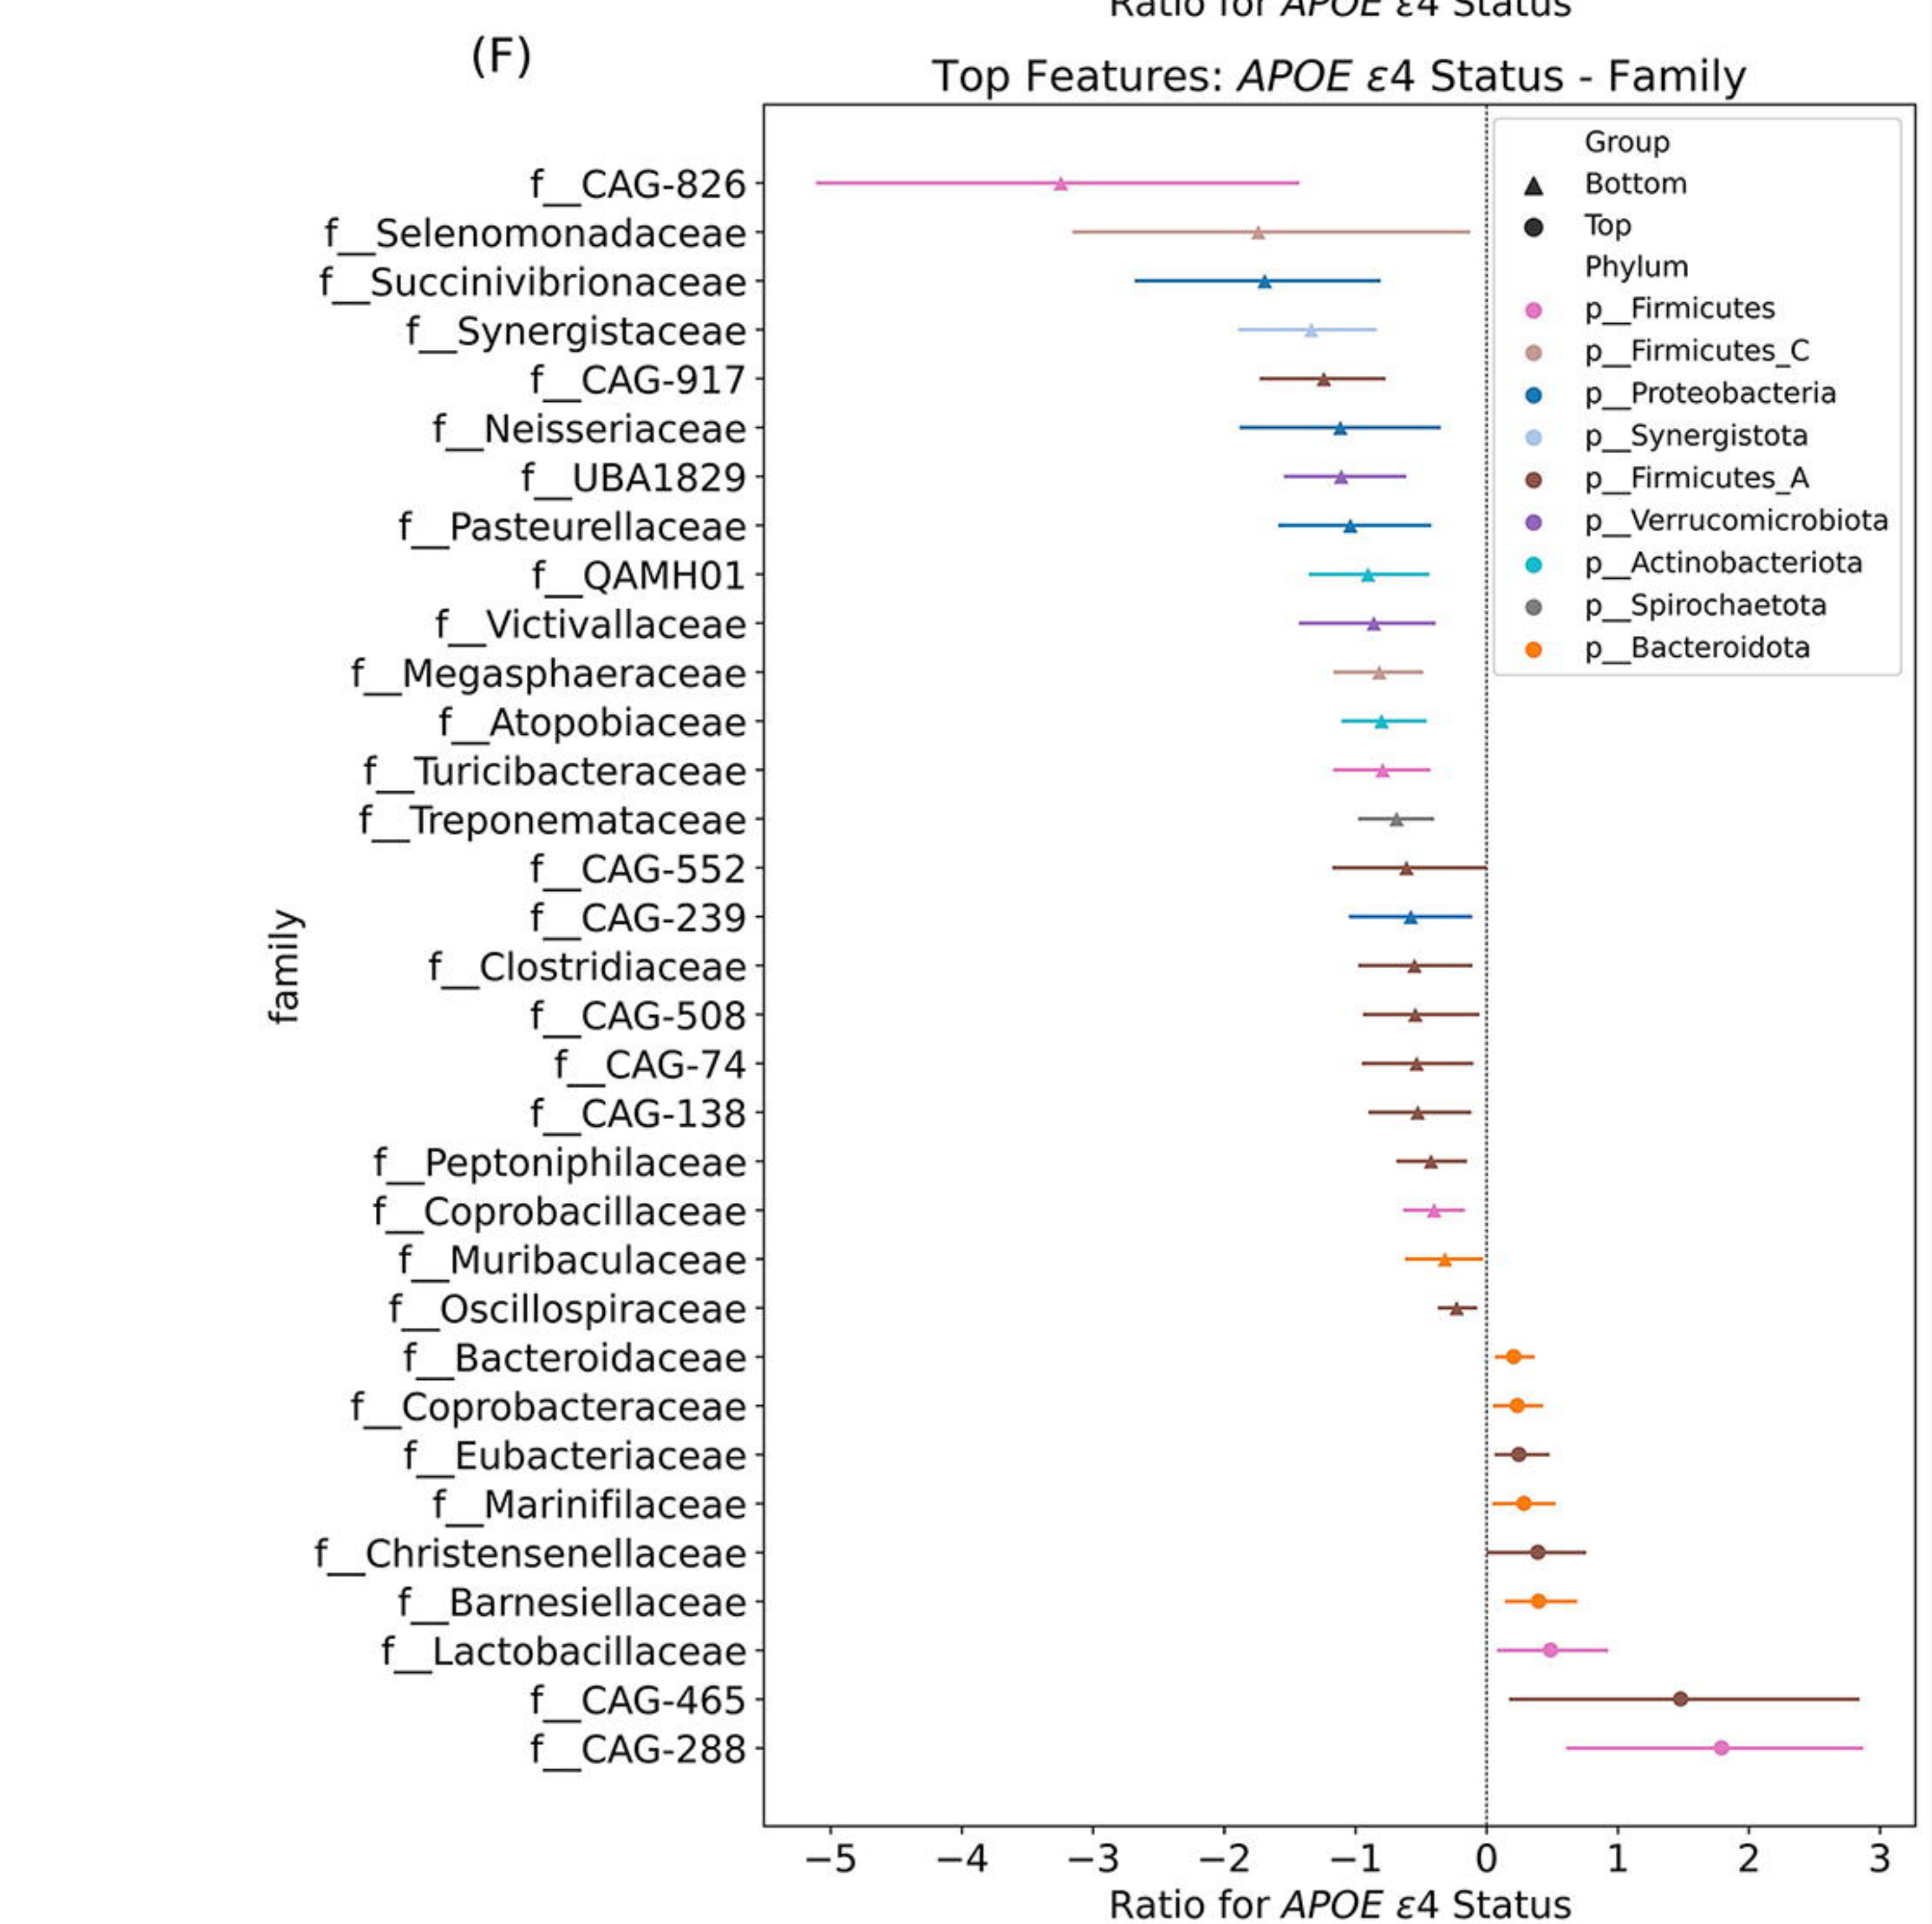 Ratio for APOE ε4 Status
(F)
Top Features: APOE ε4 Status - Family
Group
Bottom
Top
Phylum
p__Firmicutes
p__Firmicutes_C
p__Proteobacteria
p__Synergistota
p__Firmicutes_A
p__Verrucomicrobiota
p__Actinobacteriota
p__Spirochaetota
p__Bacteroidota
family
f__CAG-826
f__Selenomonadaceae
f__Succinivibrionaceae
f__Synergistaceae
f__CAG-917
f__Neisseriaceae
f__UBA1829
f__Pasteurellaceae
f__QAMH01
f__Victivallaceae
f__Megasphaeraceae
f__Atopobiaceae
f__Turicibacteraceae
f__Treponemataceae
f__CAG-552
f__CAG-239
f__Clostridiaceae
f__CAG-508
f__CAG-74
f__CAG-138
f__Peptoniphilaceae
f__Coprobacillaceae
f__Muribaculaceae
f__Oscillospiraceae
f__Bacteroidaceae
f__Coprobacteraceae
f__Eubacteriaceae
f__Marinifilaceae
f__Christensenellaceae
f__Barnesiellaceae
f__Lactobacillaceae
f__CAG-465
f__CAG-288
−5 −4 −3 −2 −1 0 1 2 3
Ratio for APOE ε4 Status